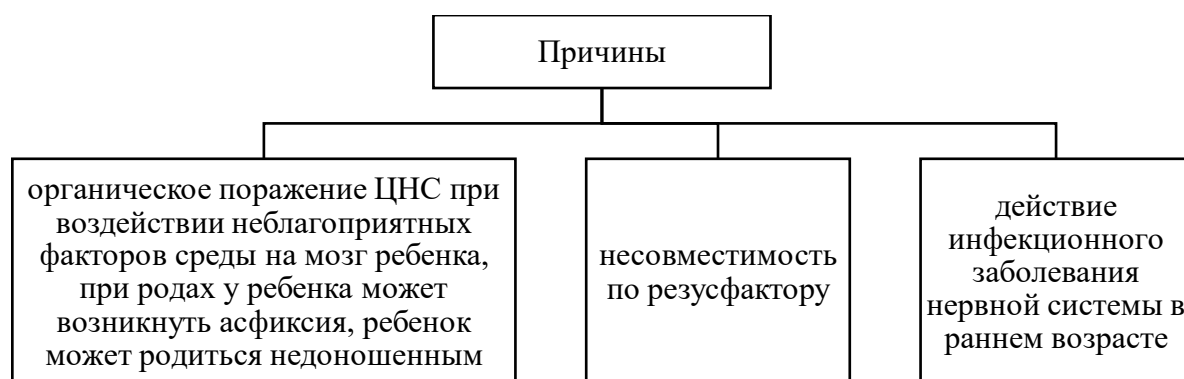 Причины
органическое поражение ЦНС при
воздействии неблагоприятных
факторов среды на мозг ребенка,
при родах у ребенка может
возникнуть асфиксия, ребенок
может родиться недоношенным
несовместимость
по резусфактору
действие
инфекционного
заболевания
нервной системы в
раннем возрасте